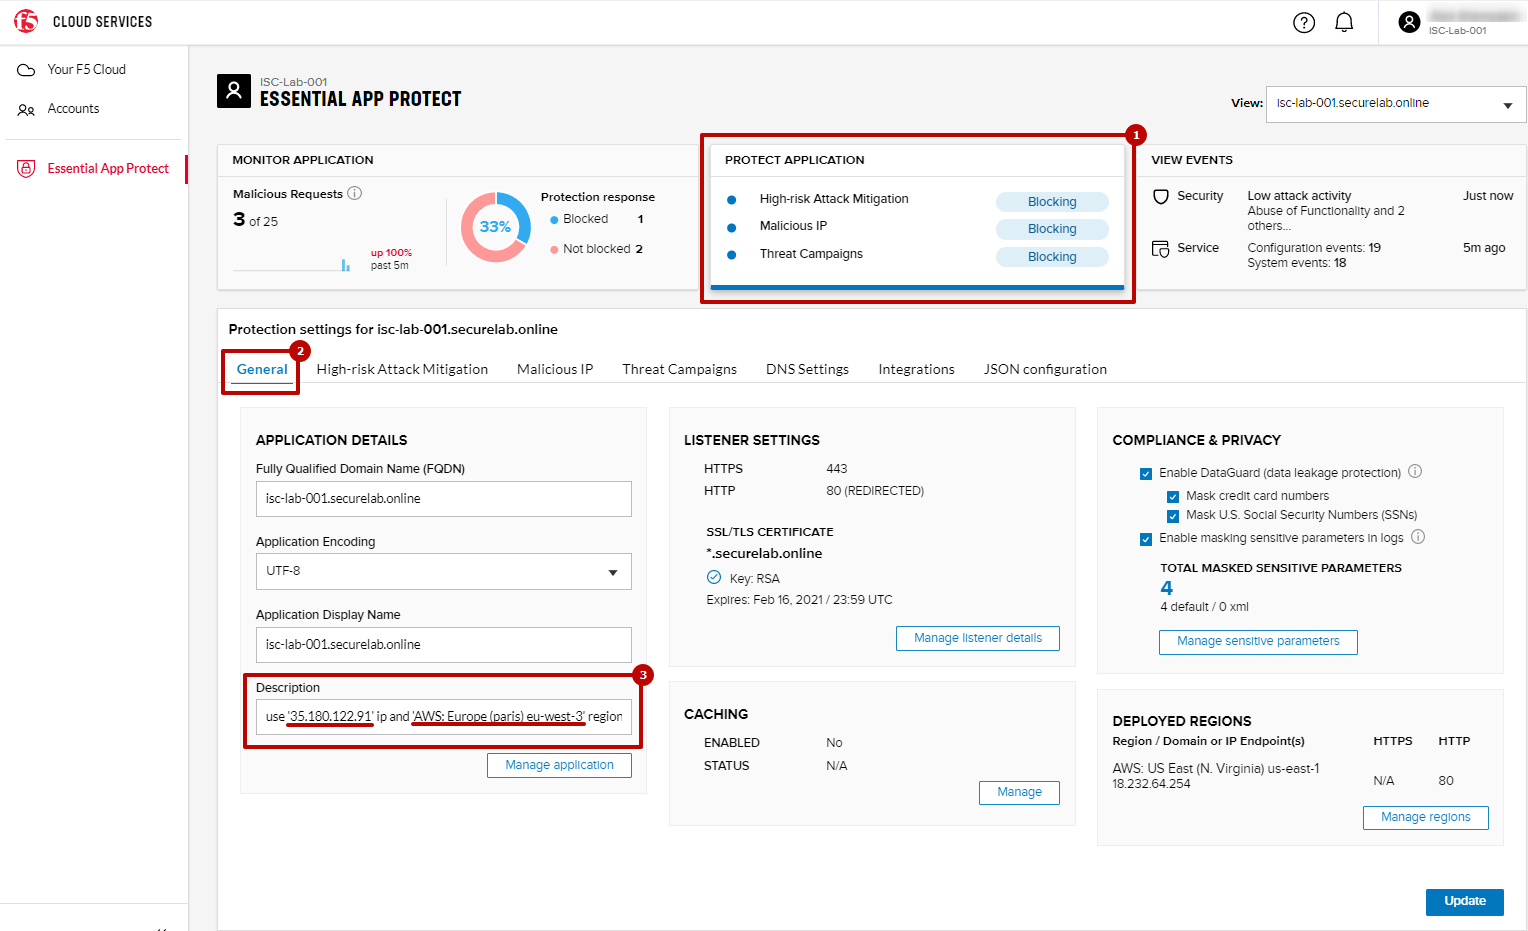 f5 CLOUD SERVICES
ISC-Lab-001
Your F5 Cloud
Accounts
Essential App Protect
ISC-Lab-001
ESSENTIAL APP PROTECT
View: isc-lab-001.securelab.online
MONITOR APPLICATION
Malicious Requests
3 of 25
up 100%
past 5m
33%
Protection response
Blocked 1
Not blocked 2
1
PROTECT APPLICATION
High-risk Attack Mitigation Blocking
Malicious IP Blocking
Threat Campaigns Blocking
VIEW EVENTS
Security Low attack activity Just now
Abuse of Functionality and 2
others...
Service Configuration events: 19 5m ago
System events: 18
Protection settings for isc-lab-001.securelab.online
2
General High-risk Attack Mitigation Malicious IP Threat Campaigns DNS Settings Integrations JSON configuration
APPLICATION DETAILS
Fully Qualified Domain Name (FQDN)
isc-lab-001.securelab.online
Application Encoding
UTF-8
Application Display Name
isc-lab-001.securelab.online
3
Description
use '35.180.122.91' ip and 'AWS: Europe (paris) eu-west-3' region
Manage application
LISTENER SETTINGS
HTTPS 443
HTTP 80 (REDIRECTED)
SSL/TLS CERTIFICATE
*.securelab.online
Key: RSA
Expires: Feb 16, 2021 / 23:59 UTC
Manage listener details
CACHING
ENABLED No
STATUS N/A
Manage
COMPLIANCE & PRIVACY
Enable DataGuard (data leakage protection)
Mask credit card numbers
Mask U.S. Social Security Numbers (SSNs)
Enable masking sensitive parameters in logs
TOTAL MASKED SENSITIVE PARAMETERS
4
4 default / 0 xml
Manage sensitive parameters
DEPLOYED REGIONS
Region / Domain or IP Endpoint(s) HTTPS HTTP
AWS: US East (N. Virginia) us-east-1
18.232.64.254 N/A 80
Manage regions
Update